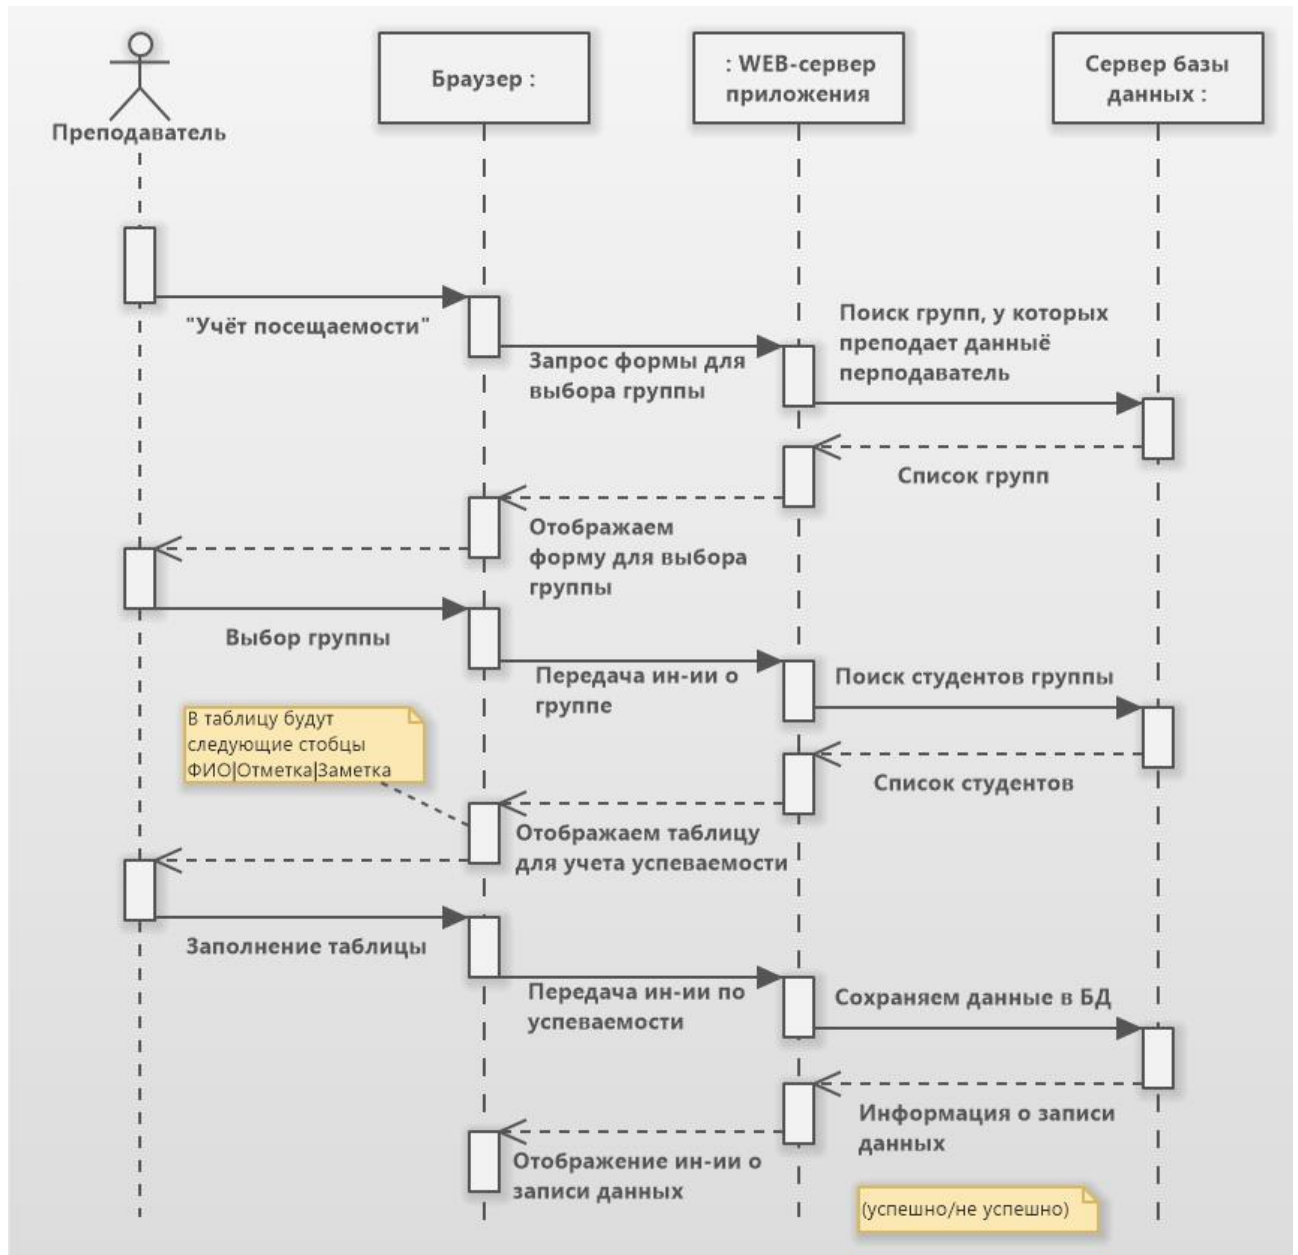 Преподаватель
Браузер :
: WEB-сервер
приложения
Сервер базы
данных :
"Учёт посещаемости"
Запрос формы для
выбора группы
Поиск групп, у которых
преподает данныё
перподаватель
Список групп
Отображаем
форму для выбора
группы
Выбор группы
Передача ин-ии о
группе
Поиск студентов группы
Список студентов
В таблицу будут
следующие стобцы
ФИО|Отметка|Заметка
Отображаем таблицу
для учета успеваемости
Заполнение таблицы
Передача ин-ии по
успеваемости
Сохраняем данные в БД
Информация о записи
данных
Отображение ин-ии о
записи данных
(успешно/не успешно)